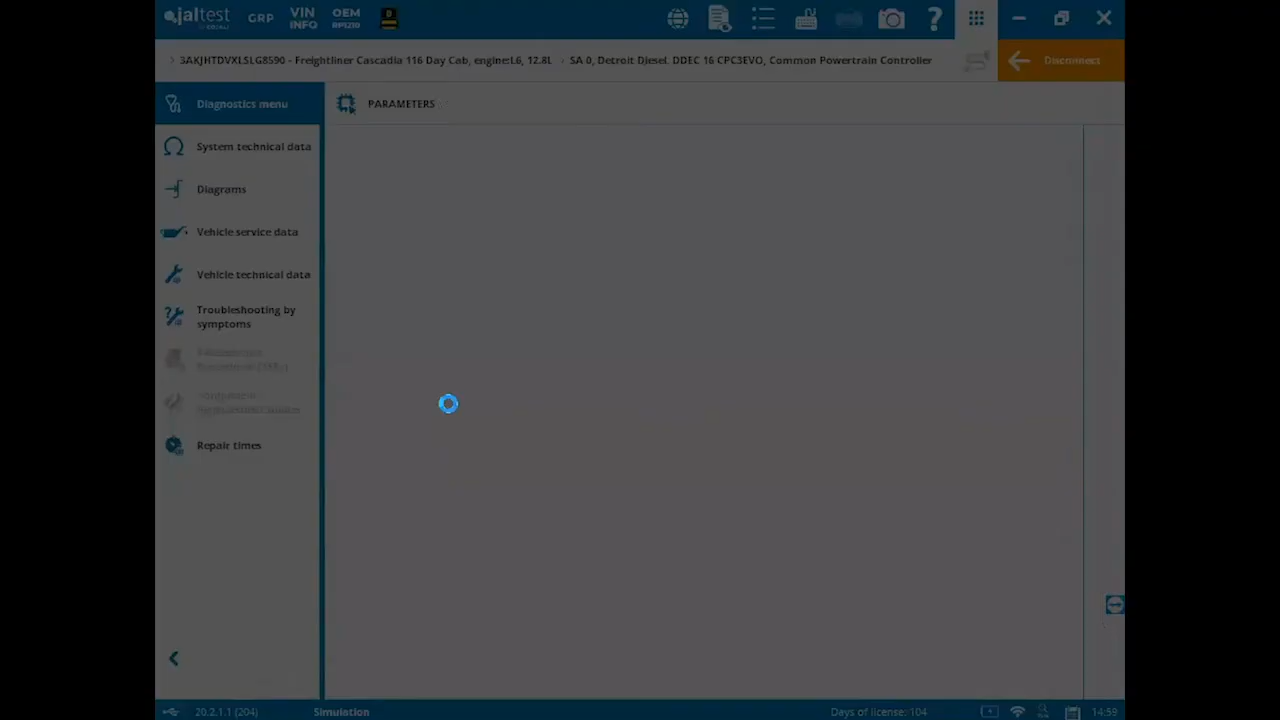 jaltest
GRP
VIN
INFO
OEM
RP1210
> 3AKJHTDVXLSLG8590 - Freightliner Cascadia 116 Day Cab, engine:L6, 12.8L > SA 0, Detroit Diesel. DDEC 16 CPC3EVO, Common Powertrain Controller
Disconnect
Diagnostics menu
PARAMETERS
System technical data
Diagrams
Vehicle service data
Vehicle technical data
Troubleshooting by
symptoms
Repair times
20.2.1.1 (204)
Simulation
Days of license: 104
14:59